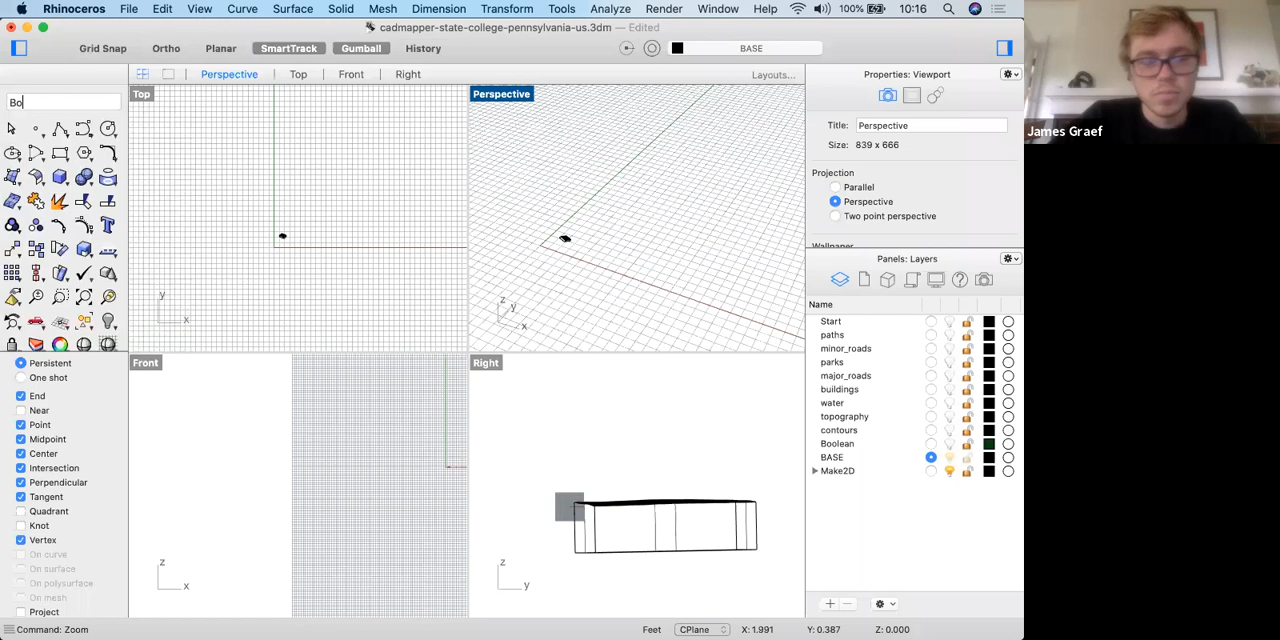 Rhinoceros File Edit View Curve Surface Solid Mesh Dimension Transform Tools Analyze Render Window Help 100% 10:16
cadmapper-state-college-pennsylvania-us.3dm — Edited
Grid Snap Ortho Planar SmartTrack Gumball History BASE
Perspective Top Front Right Layouts...
Properties: Viewport
Bo
Top
Perspective
Title: Perspective
Size: 839 x 666
Projection
Parallel
Perspective
Two point perspective
Wallpaper
y
x
z
y
x
Front
Right
z
x
z
y
Persistent
One shot
End
Near
Point
Midpoint
Center
Intersection
Perpendicular
Tangent
Quadrant
Knot
Vertex
On curve
On surface
On polysurface
On mesh
Project
Panels: Layers
Name
Start
paths
minor_roads
parks
major_roads
buildings
water
topography
contours
Boolean
BASE
Make2D
Command: Zoom
Feet CPlane X: 1.991 Y: 0.387 Z: 0.000
James Graef